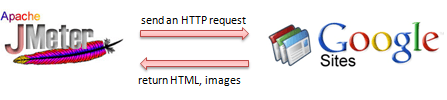 Apache
JMeter
send an HTTP request
return HTML, images
Google
Sites